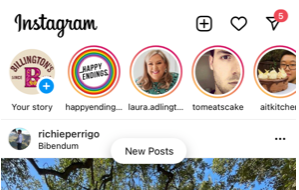 Instagram
5
BILLINGTON'S
B
HAPPY
ENDINGS.
Your story
happyending...
laura.adlingt...
tomeatscake
aitkitchen
richieperrigo
Bibendum
New Posts